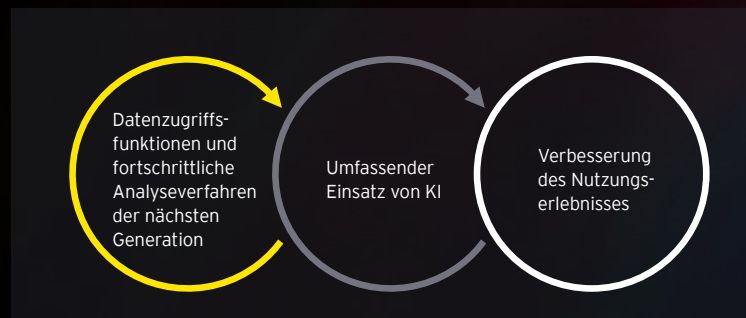 Datenzugriffs-
funktionen und
fortschrittliche
Analyseverfahren
der nächsten
Generation
Umfassender
Einsatz von KI
Verbesserung
des Nutzungs-
erlebnisses